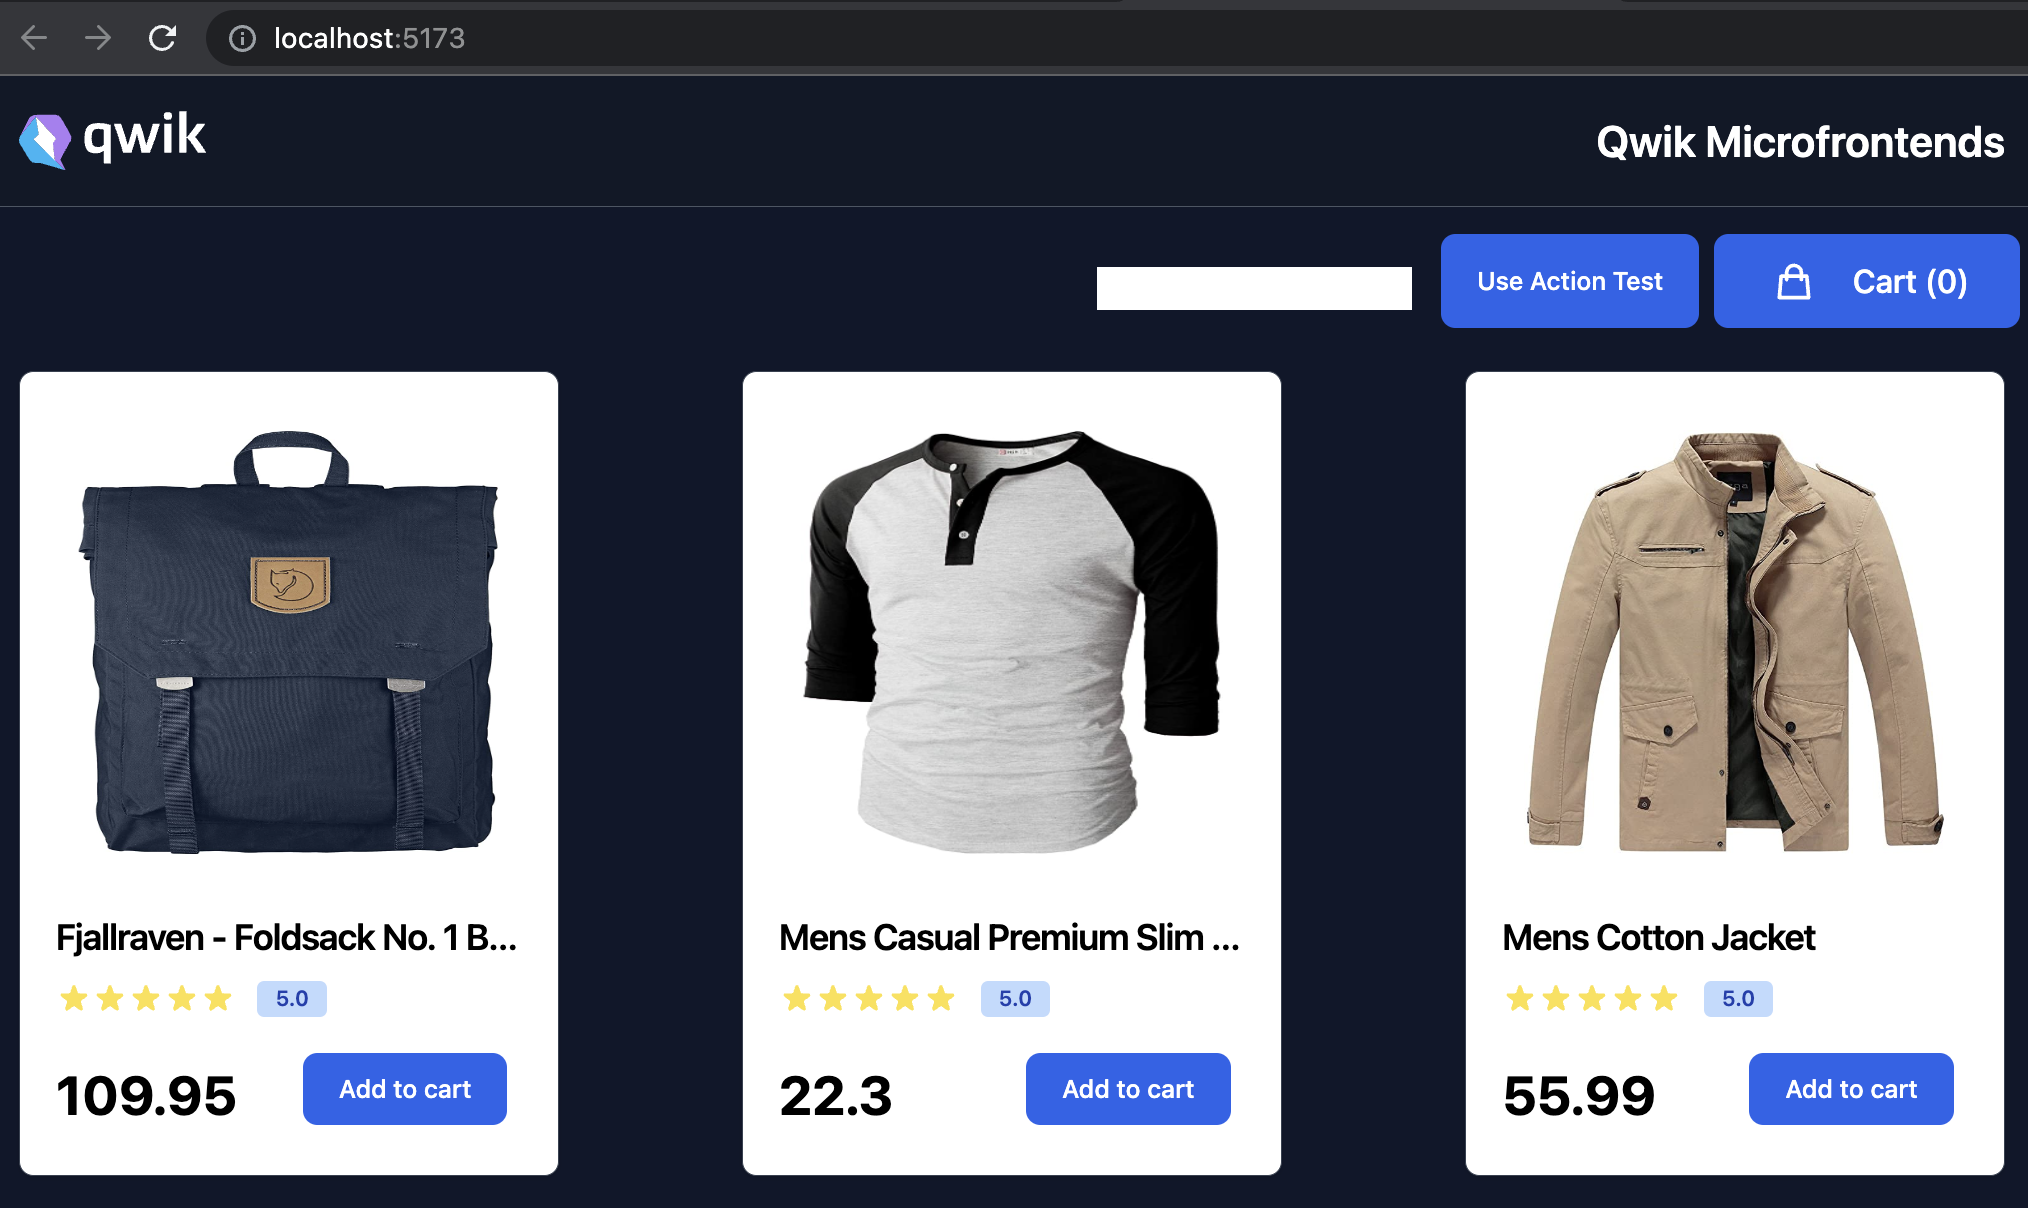 localhost:5173
qwik
Qwik Microfrontends
Use Action Test
Cart (0)
Fjallraven - Foldsack No. 1 B...
Mens Casual Premium Slim ...
Mens Cotton Jacket
5.0
5.0
5.0
109.95
Add to cart
22.3
Add to cart
55.99
Add to cart